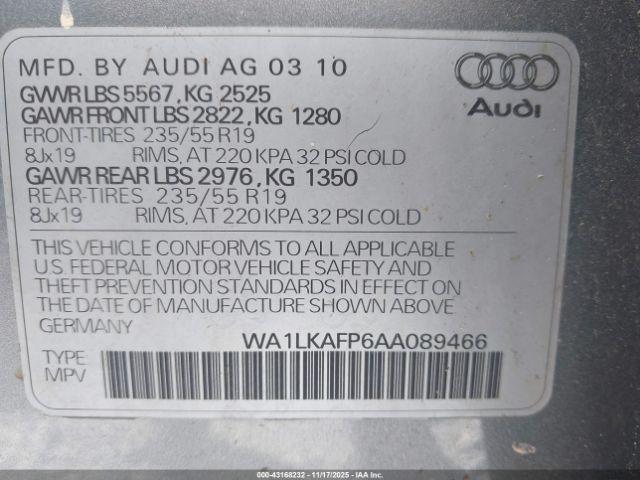 MFD. BY AUDI AG 03 10
GVWR LBS 5567, KG 2525
GAWR FRONT LBS 2822, KG 1280
FRONT-TIRES 235/55 R19
8Jx19 RIMS, AT 220 KPA 32 PSI COLD
GAWR REAR LBS 2976, KG 1350
REAR-TIRES 235/55 R19
8Jx19 RIMS, AT 220 KPA 32 PSI COLD
Audi
THIS VEHICLE CONFORMS TO ALL APPLICABLE
U.S. FEDERAL MOTOR VEHICLE SAFETY AND
THEFT PREVENTION STANDARDS IN EFFECT ON
THE DATE OF MANUFACTURE SHOWN ABOVE
GERMANY
WA1LKAFP6AA089466
TYPE
MPV
000-43168232 - 11/17/2025 - IAA, Inc.